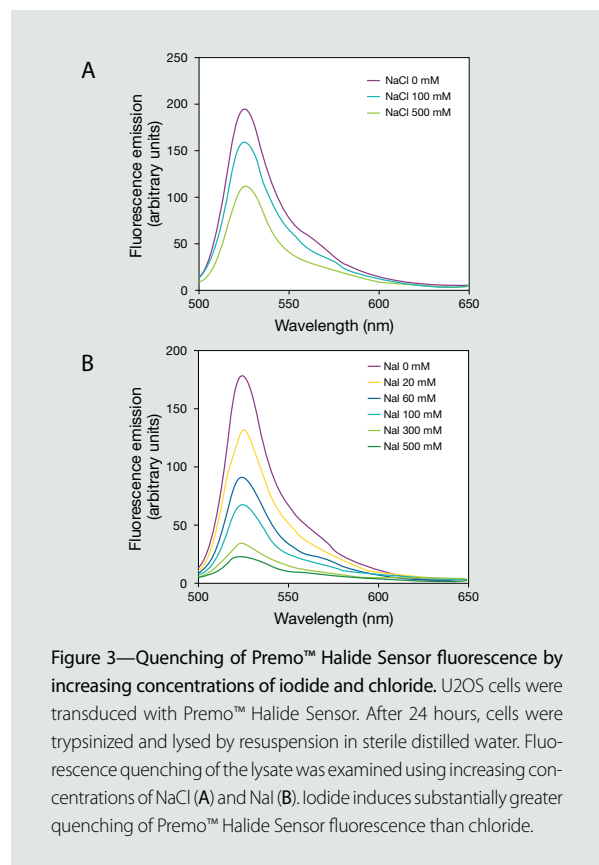 A
Fluorescence emission
(arbitrary units)
250
200
150
100
50
0
NaCl 0 mM
NaCl 100 mM
NaCl 500 mM
500
550
600
650
Wavelength (nm)
B
Fluorescence emission
(arbitrary units)
200
150
100
50
0
NaI 0 mM
NaI 20 mM
NaI 60 mM
NaI 100 mM
NaI 300 mM
NaI 500 mM
500
550
600
650
Wavelength (nm)
Figure 3—Quenching of Premo™ Halide Sensor fluorescence by
increasing concentrations of iodide and chloride. U2OS cells were
transduced with Premo™ Halide Sensor. After 24 hours, cells were
trypsinized and lysed by resuspension in sterile distilled water. Fluo-
rescence quenching of the lysate was examined using increasing con-
centrations of NaCl (A) and NaI (B). Iodide induces substantially greater
quenching of Premo™ Halide Sensor fluorescence than chloride.